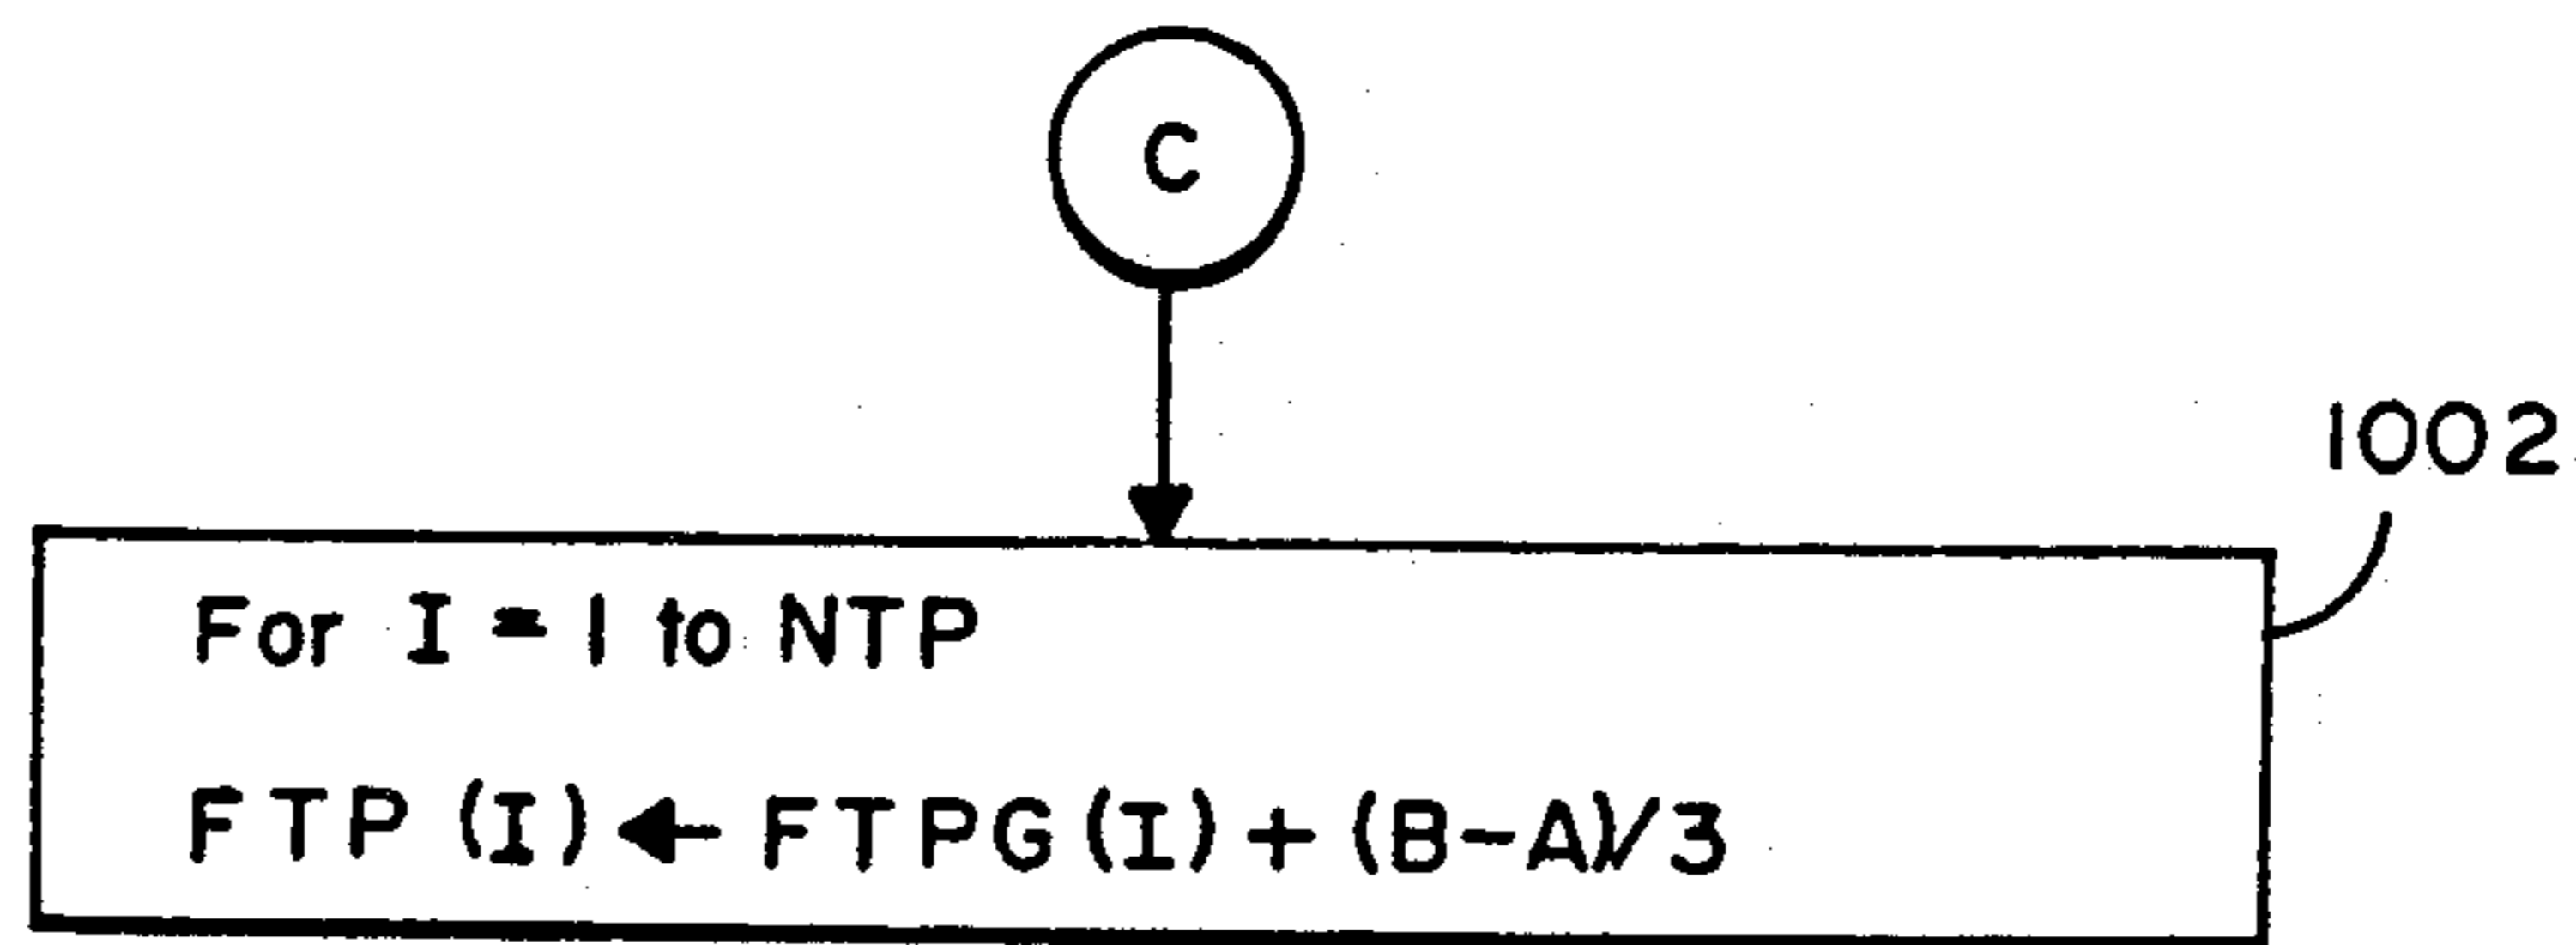 C
1002
For I = 1 to NTP
FTP (I) ← FTPG (I) + (B-A)/3